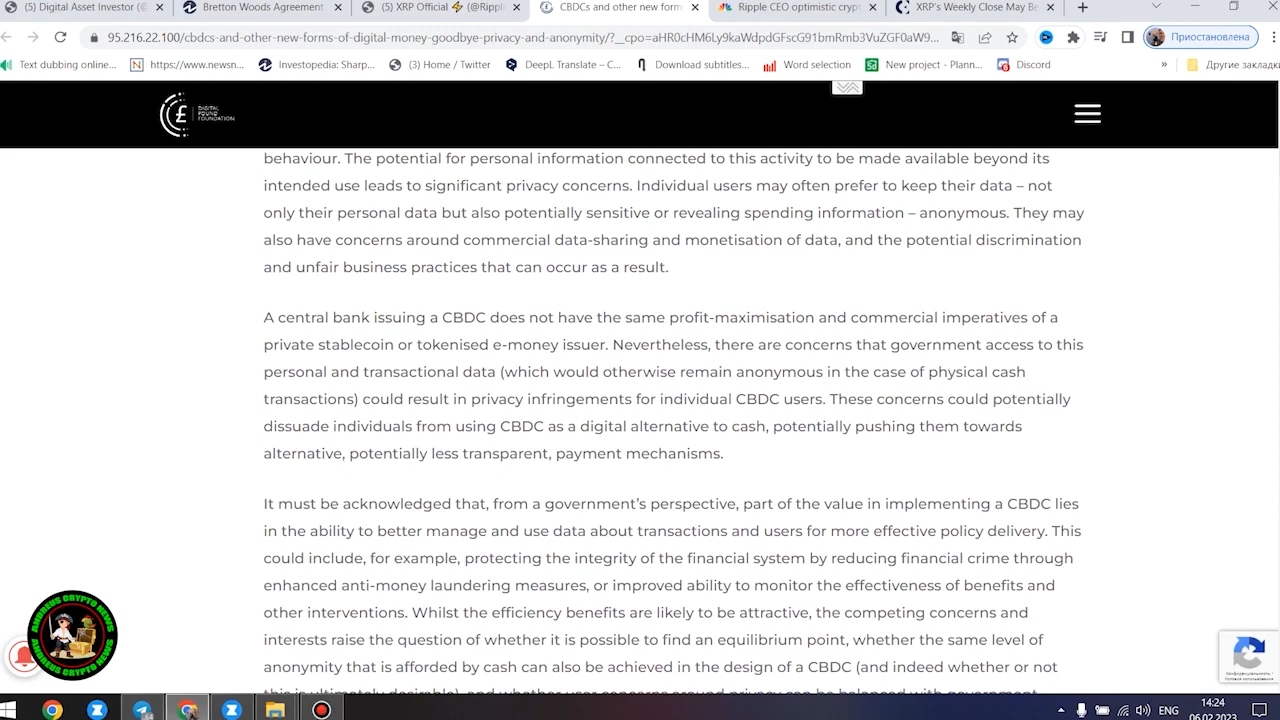 (5) Digital Asset Investor (@
Bretton Woods Agreement
(5) XRP Official ⚡ (@Rippl
CBDCs and other new form
Ripple CEO optimistic crypt
XRP's Weekly Close May Be
95.216.22.100/cbdcs-and-other-new-forms-of-digital-money-goodbye-privacy-and-anonymity/?__cpo=aHR0cHM6Ly9kaWdpdGFscG91bmRmb3VuZGF0aW9...
Приостановлена
Text dubbing online...
https://www.newsn...
Investopedia: Sharp...
(3) Home / Twitter
DeepL Translate – C...
Download subtitles...
Word selection
New project - Plann...
Discord
»
Другие закладки
DIGITAL
POUND
FOUNDATION
behaviour. The potential for personal information connected to this activity to be made available beyond its
intended use leads to significant privacy concerns. Individual users may often prefer to keep their data – not
only their personal data but also potentially sensitive or revealing spending information – anonymous. They may
also have concerns around commercial data-sharing and monetisation of data, and the potential discrimination
and unfair business practices that can occur as a result.
A central bank issuing a CBDC does not have the same profit-maximisation and commercial imperatives of a
private stablecoin or tokenised e-money issuer. Nevertheless, there are concerns that government access to this
personal and transactional data (which would otherwise remain anonymous in the case of physical cash
transactions) could result in privacy infringements for individual CBDC users. These concerns could potentially
dissuade individuals from using CBDC as a digital alternative to cash, potentially pushing them towards
alternative, potentially less transparent, payment mechanisms.
It must be acknowledged that, from a government's perspective, part of the value in implementing a CBDC lies
in the ability to better manage and use data about transactions and users for more effective policy delivery. This
could include, for example, protecting the integrity of the financial system by reducing financial crime through
enhanced anti-money laundering measures, or improved ability to monitor the effectiveness of benefits and
other interventions. Whilst the efficiency benefits are likely to be attractive, the competing concerns and
interests raise the question of whether it is possible to find an equilibrium point, whether the same level of
anonymity that is afforded by cash can also be achieved in the design of a CBDC (and indeed whether or not
ANDREUS CRYPTO NEWS
ANDREUS CRYPTO NEWS
Конфиденциальность -
Условия использования
ENG
14:24
06.02.2023